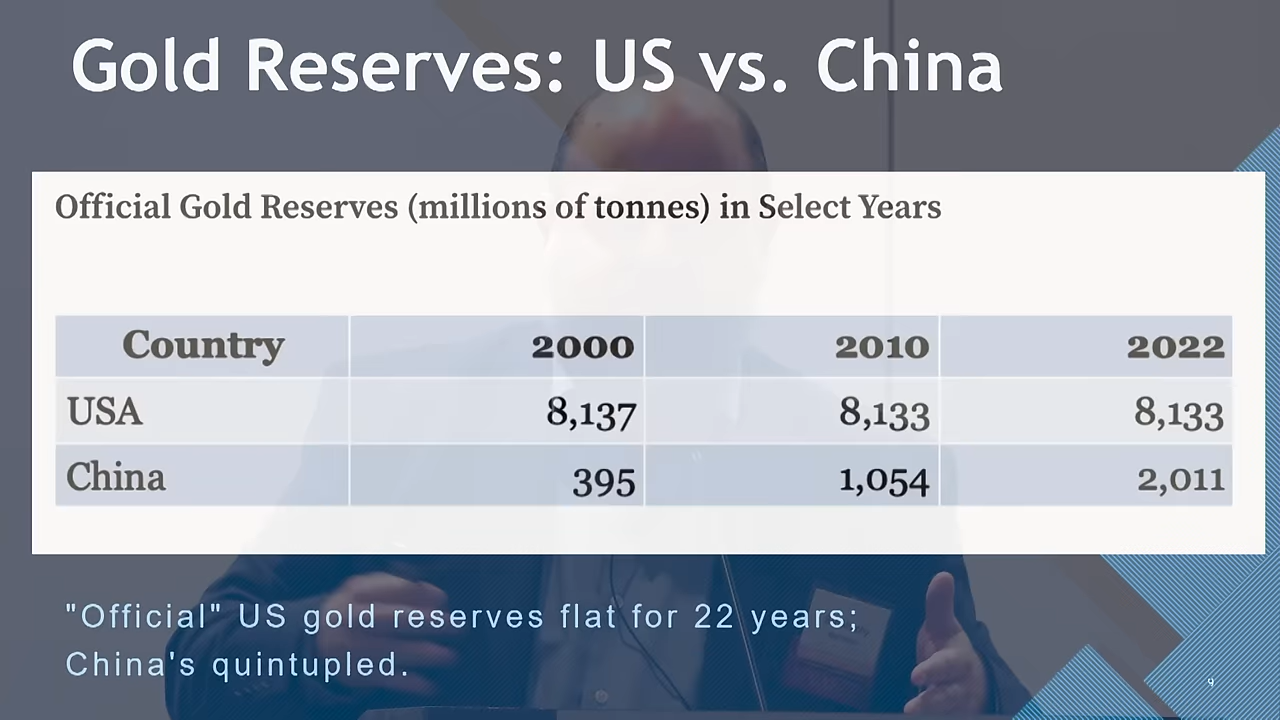 Gold Reserves: US vs. China
Official Gold Reserves (millions of tonnes) in Select Years
Country 2000 2010 2022
USA 8,137 8,133 8,133
China 395 1,054 2,011
"Official" US gold reserves flat for 22 years;
China's quintupled.
9